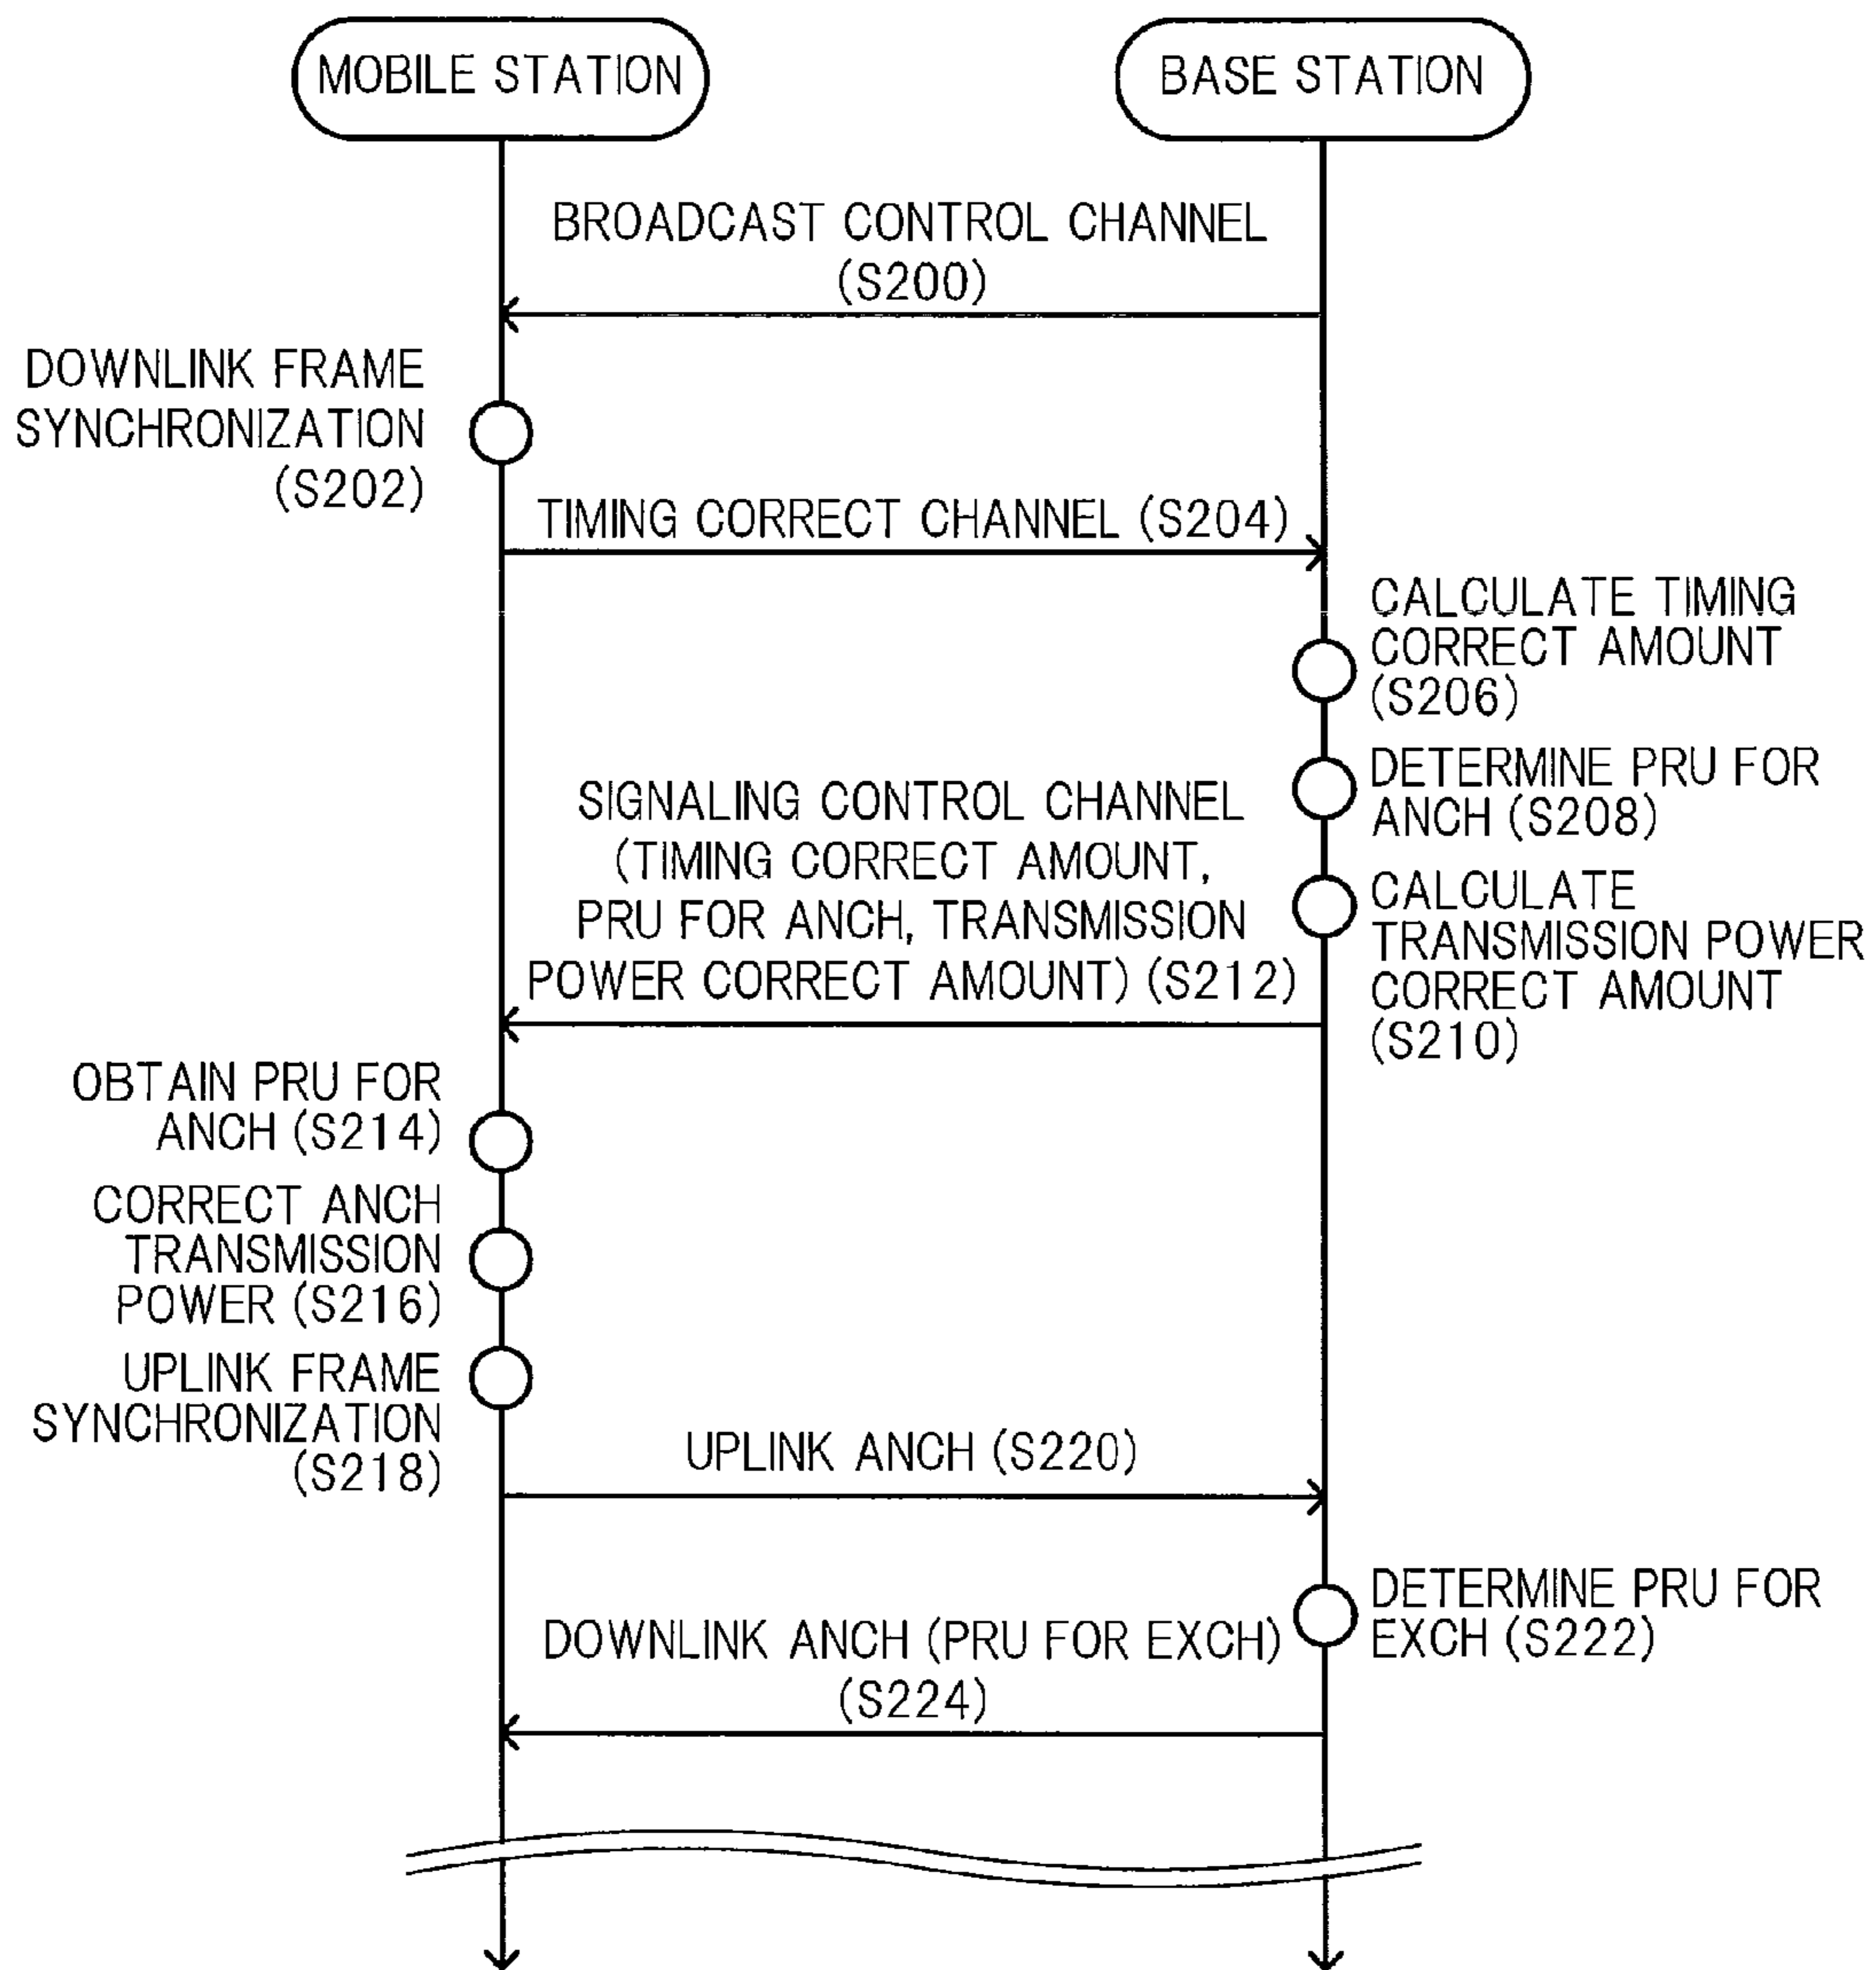 MOBILE STATION
BASE STATION
BROADCAST CONTROL CHANNEL
(S200)
DOWNLINK FRAME
SYNCHRONIZATION
(S202)
TIMING CORRECT CHANNEL (S204)
CALCULATE TIMING
CORRECT AMOUNT
(S206)
DETERMINE PRU FOR
ANCH (S208)
SIGNALING CONTROL CHANNEL
(TIMING CORRECT AMOUNT,
PRU FOR ANCH, TRANSMISSION
POWER CORRECT AMOUNT) (S212)
CALCULATE
TRANSMISSION POWER
CORRECT AMOUNT
(S210)
OBTAIN PRU FOR
ANCH (S214)
CORRECT ANCH
TRANSMISSION
POWER (S216)
UPLINK FRAME
SYNCHRONIZATION
(S218)
UPLINK ANCH (S220)
DETERMINE PRU FOR
EXCH (S222)
DOWNLINK ANCH (PRU FOR EXCH)
(S224)